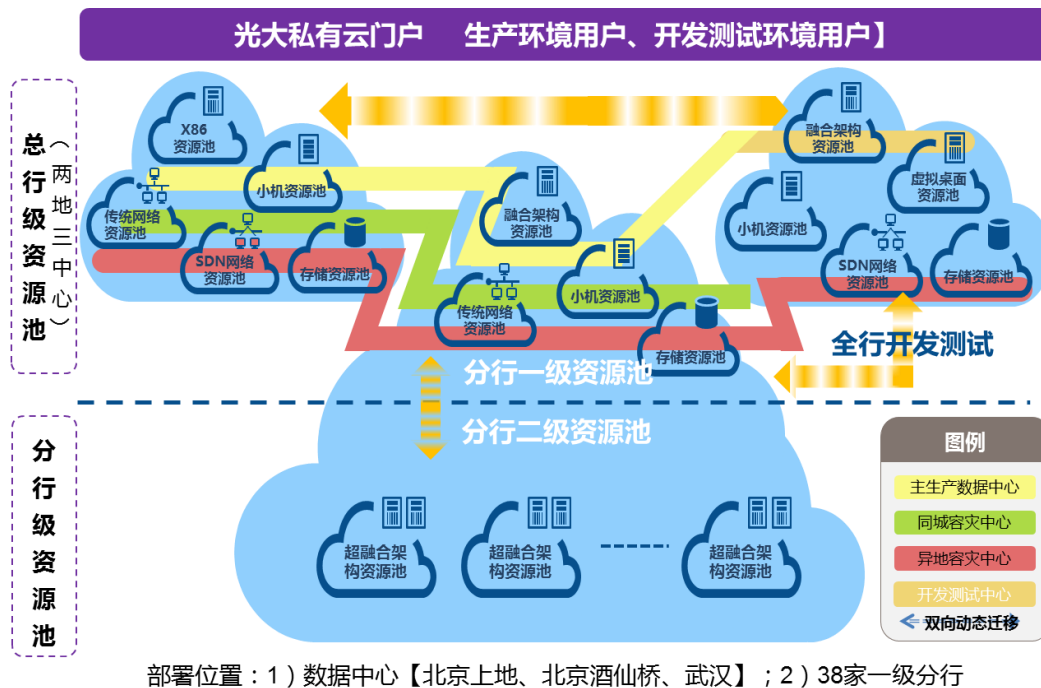 光大私有云门户 生产环境用户、开发测试环境用户】
总行级资源池
（两地三中心）
X86
资源池
小机资源池
传统网络
资源池
SDN网络
资源池
存储资源池
融合架构
资源池
小机资源池
传统网络
资源池
存储资源池
融合架构
资源池
虚拟桌面
资源池
小机资源池
SDN网络
资源池
存储资源池
全行开发测试
分行一级资源池
分行二级资源池
分行级资源池
超融合架
构资源池
超融合架
构资源池
超融合架
构资源池
图例
主生产数据中心
同城容灾中心
异地容灾中心
开发测试中心
双向动态迁移
部署位置：1）数据中心【北京上地、北京酒仙桥、武汉】；2）38家一级分行